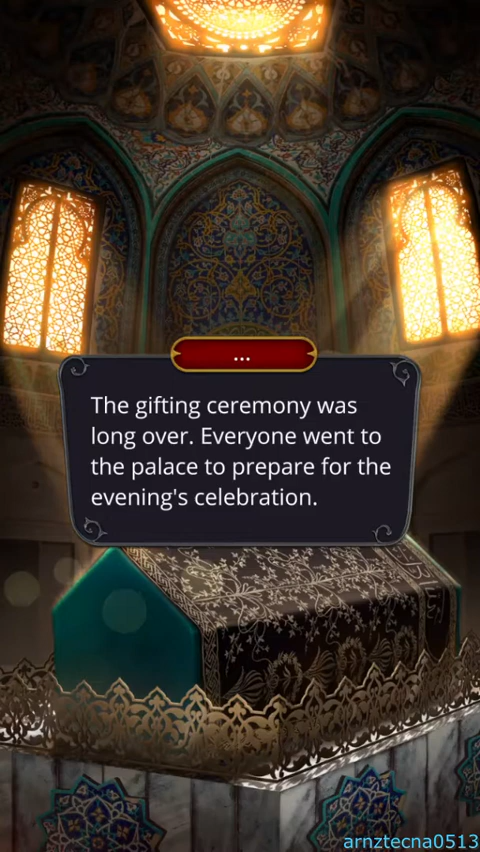 ...
The gifting ceremony was
long over. Everyone went to
the palace to prepare for the
evening's celebration.
arnztecna0513